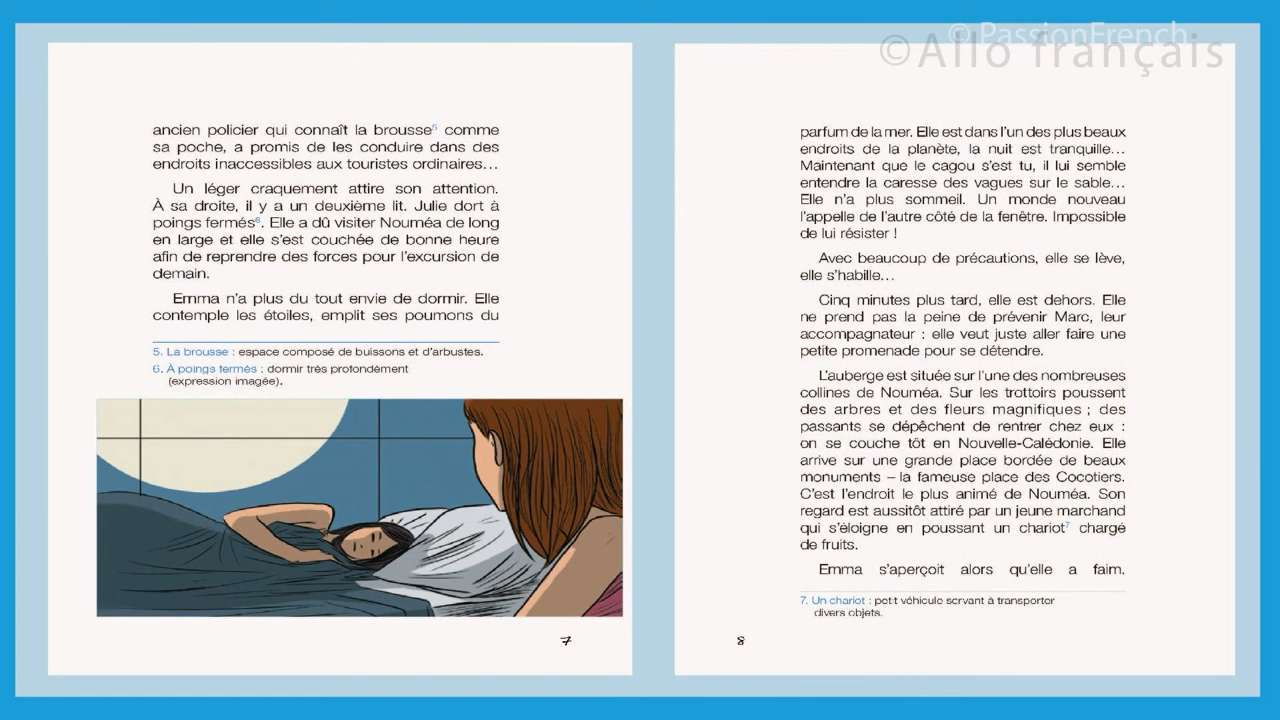 © PassionFrench
©Allo français
ancien policier qui connaît la brousse⁵ comme
sa poche, a promis de les conduire dans des
endroits inaccessibles aux touristes ordinaires…
Un léger craquement attire son attention.
À sa droite, il y a un deuxième lit. Julie dort à
poings fermés⁶. Elle a dû visiter Nouméa de long
en large et elle s'est couchée de bonne heure
afin de reprendre des forces pour l'excursion de
demain.
Emma n'a plus du tout envie de dormir. Elle
contemple les étoiles, emplit ses poumons du
5. La brousse : espace composé de buissons et d'arbustes.
6. À poings fermés : dormir très profondément
(expression imagée).
7
parfum de la mer. Elle est dans l'un des plus beaux
endroits de la planète, la nuit est tranquille…
Maintenant que le cagou s'est tu, il lui semble
entendre la caresse des vagues sur le sable…
Elle n'a plus sommeil. Un monde nouveau
l'appelle de l'autre côté de la fenêtre. Impossible
de lui résister !
Avec beaucoup de précautions, elle se lève,
elle s'habille…
Cinq minutes plus tard, elle est dehors. Elle
ne prend pas la peine de prévenir Marc, leur
accompagnateur : elle veut juste aller faire une
petite promenade pour se détendre.
L'auberge est située sur l'une des nombreuses
collines de Nouméa. Sur les trottoirs poussent
des arbres et des fleurs magnifiques ; des
passants se dépêchent de rentrer chez eux :
on se couche tôt en Nouvelle-Calédonie. Elle
arrive sur une grande place bordée de beaux
monuments – la fameuse place des Cocotiers.
C'est l'endroit le plus animé de Nouméa. Son
regard est aussitôt attiré par un jeune marchand
qui s'éloigne en poussant un chariot⁷ chargé
de fruits.
Emma s'aperçoit alors qu'elle a faim.
7. Un chariot : petit véhicule servant à transporter
divers objets.
8